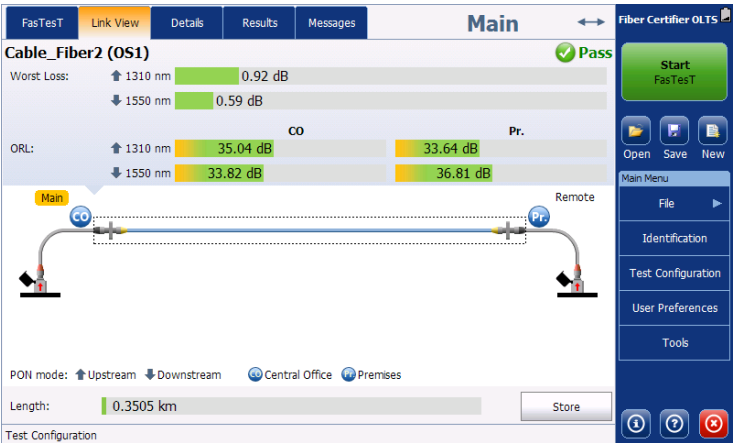 FasTesT Link View Details Results Messages Main Fiber Certifier OLTS
Cable_Fiber2 (OS1) Pass
Worst Loss: 1310 nm 0.92 dB
1550 nm 0.59 dB
CO Pr.
ORL: 1310 nm 35.04 dB 33.64 dB
1550 nm 33.82 dB 36.81 dB
Main Remote
CO Pr.
PON mode: Upstream Downstream CO Central Office Pr. Premises
Length: 0.3505 km Store
Test Configuration
Start
FasTesT
Open Save New
Main Menu
File
Identification
Test Configuration
User Preferences
Tools